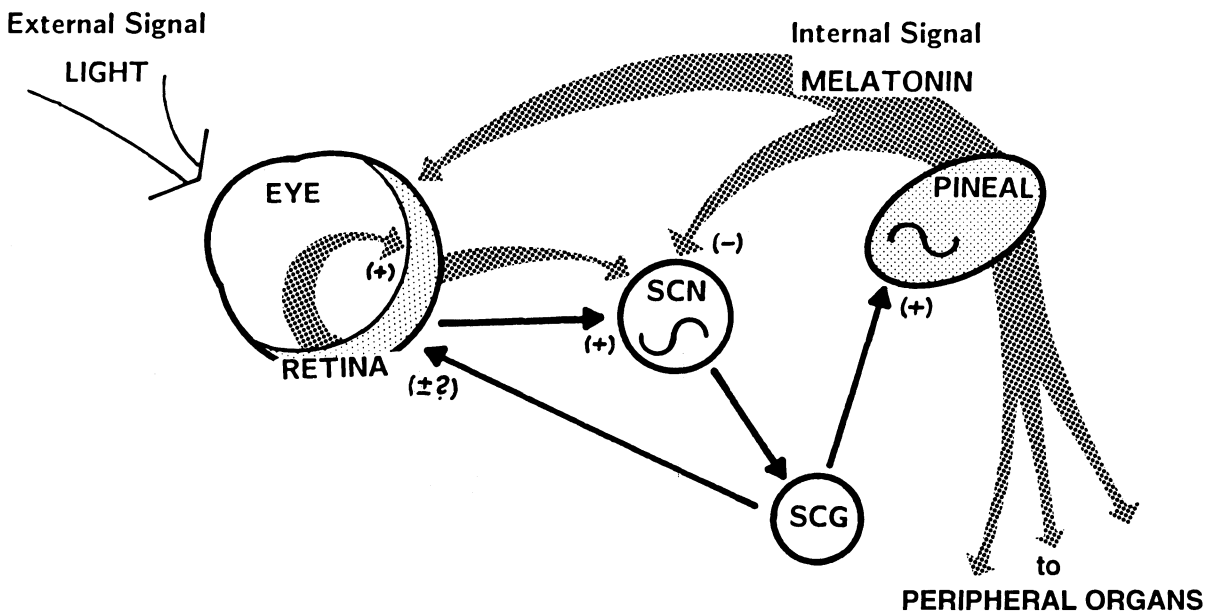 External Signal
LIGHT
Internal Signal
MELATONIN
EYE
PINEAL
(+)
(-)
SCN
(+)
(+)
RETINA
(±?)
SCG
to
PERIPHERAL ORGANS